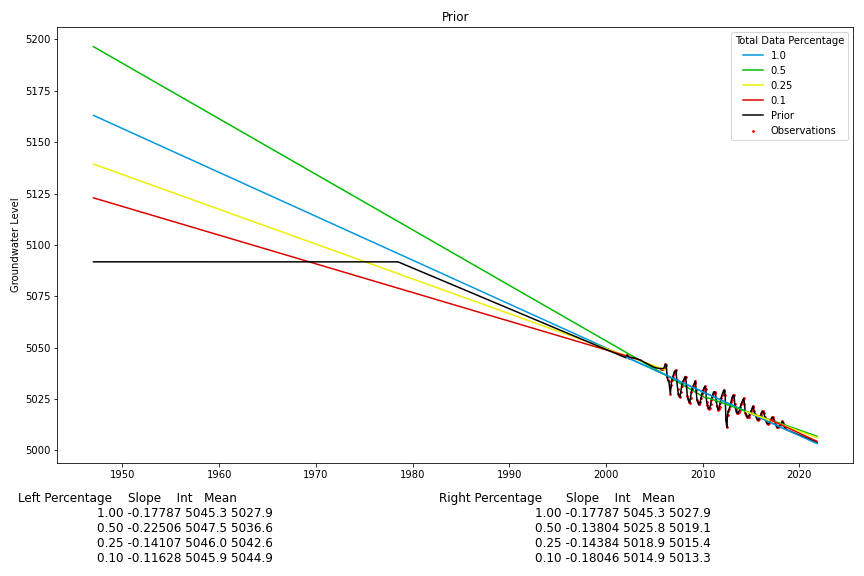 Prior
5200
5175
5150
5125
5100
5075
5050
5025
5000
Groundwater Level
Total Data Percentage
1.0
0.5
0.25
0.1
Prior
Observations
1950 1960 1970 1980 1990 2000 2010 2020
Left Percentage Slope Int Mean
1.00 -0.17787 5045.3 5027.9
0.50 -0.22506 5047.5 5036.6
0.25 -0.14107 5046.0 5042.6
0.10 -0.11628 5045.9 5044.9
Right Percentage Slope Int Mean
1.00 -0.17787 5045.3 5027.9
0.50 -0.13804 5025.8 5019.1
0.25 -0.14384 5018.9 5015.4
0.10 -0.18046 5014.9 5013.3